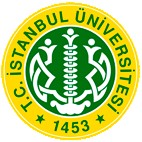 T.C. İSTANBUL ÜNİVERSİTESİ
1453